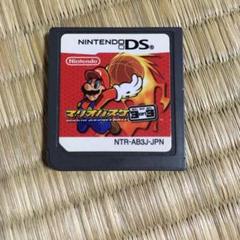 NINTENDO DS
Nintendo
マリオバスケ 3on3
NTR-AB3J-JPN